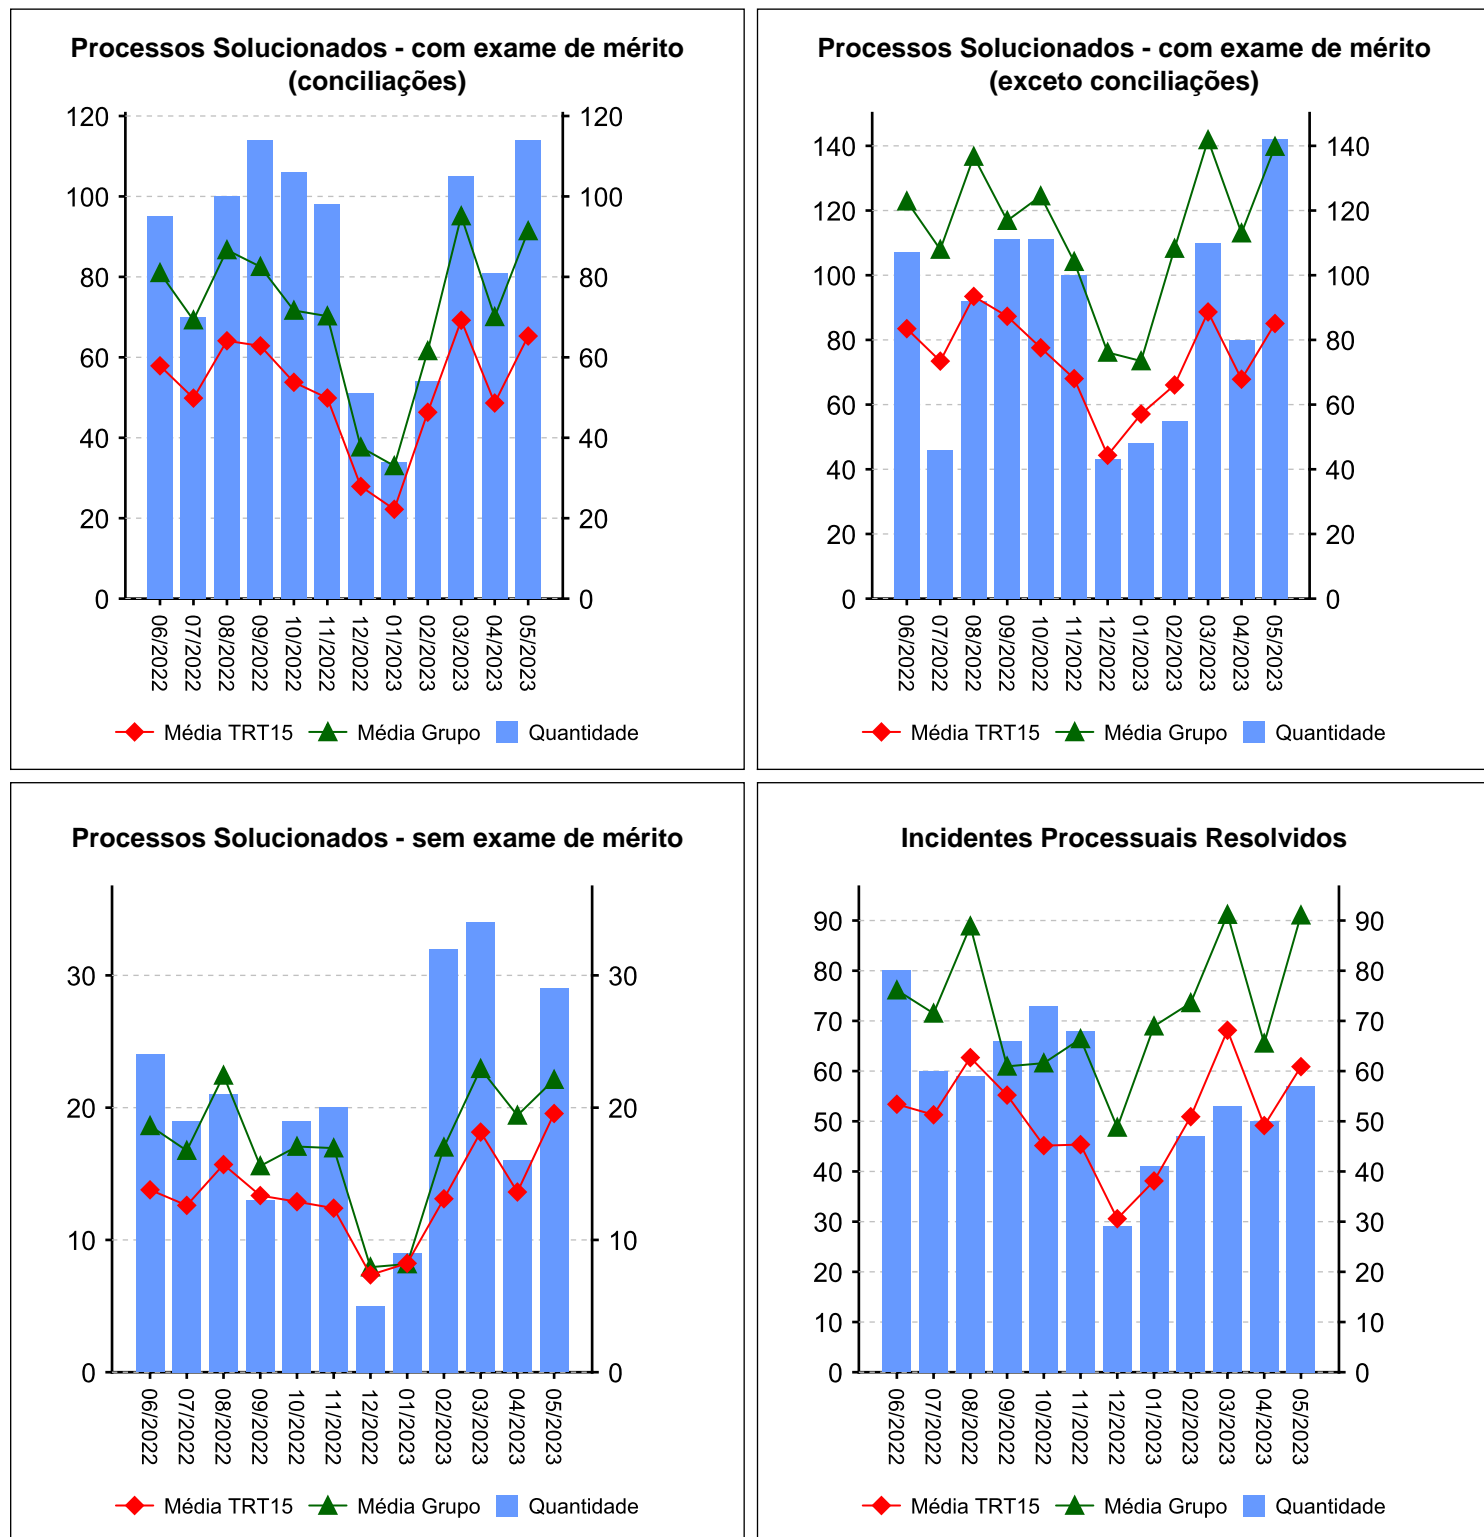 Processos Solucionados - com exame de mérito
(conciliações)
120 120
100 100
80 80
60 60
40 40
20 20
0 0
06/2022 07/2022 08/2022 09/2022 10/2022 11/2022 12/2022 01/2023 02/2023 03/2023 04/2023 05/2023
Média TRT15 Média Grupo Quantidade
Processos Solucionados - com exame de mérito
(exceto conciliações)
140 140
120 120
100 100
80 80
60 60
40 40
20 20
0 0
06/2022 07/2022 08/2022 09/2022 10/2022 11/2022 12/2022 01/2023 02/2023 03/2023 04/2023 05/2023
Média TRT15 Média Grupo Quantidade
Processos Solucionados - sem exame de mérito
30 30
20 20
10 10
0 0
06/2022 07/2022 08/2022 09/2022 10/2022 11/2022 12/2022 01/2023 02/2023 03/2023 04/2023 05/2023
Média TRT15 Média Grupo Quantidade
Incidentes Processuais Resolvidos
90 90
80 80
70 70
60 60
50 50
40 40
30 30
20 20
10 10
0 0
06/2022 07/2022 08/2022 09/2022 10/2022 11/2022 12/2022 01/2023 02/2023 03/2023 04/2023 05/2023
Média TRT15 Média Grupo Quantidade